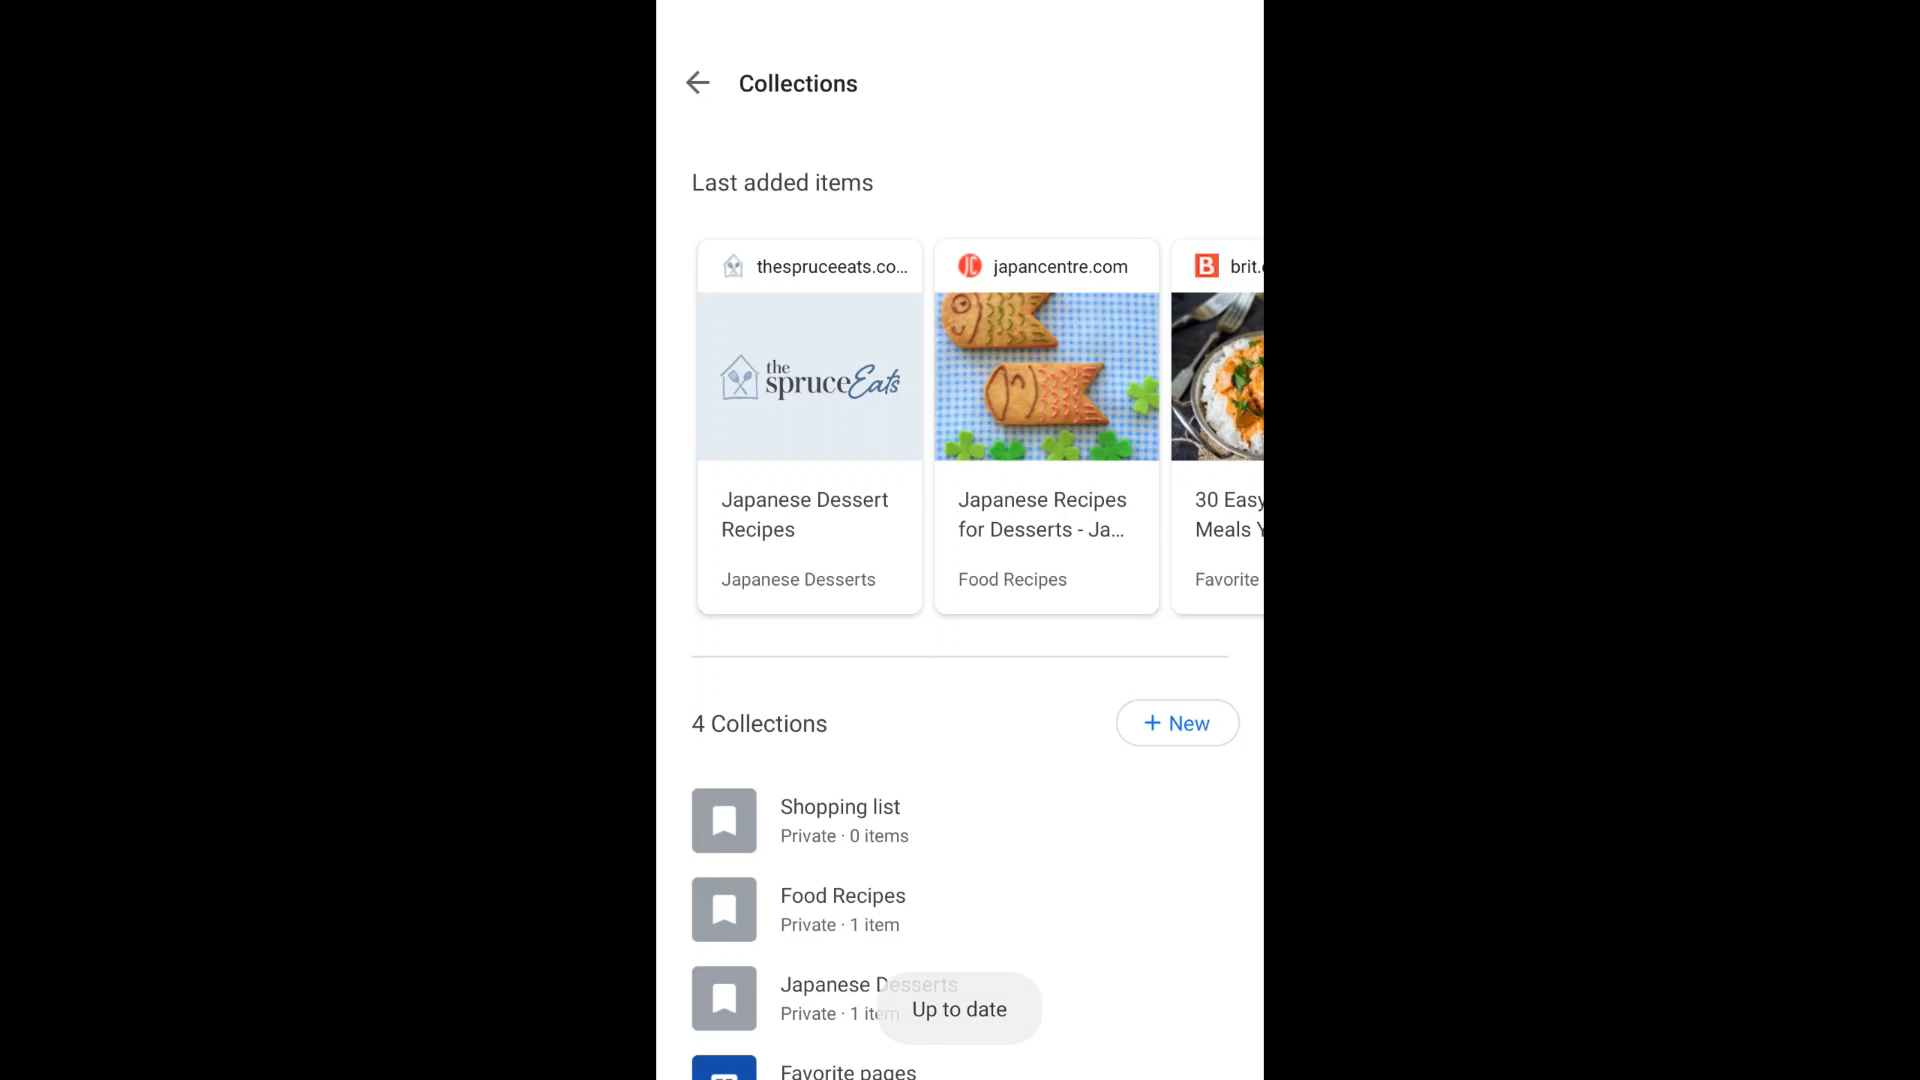 Collections
Last added items
thespruceeats.co...
japancentre.com
brit.
the
spruceEats
Japanese Dessert
Recipes
Japanese Recipes
for Desserts - Ja...
30 Easy
Meals
Japanese Desserts
Food Recipes
Favorite
4 Collections
+ New
Shopping list
Private · 0 items
Food Recipes
Private · 1 item
Japanese Desserts
Private · 1 item
Up to date
Favorite pages